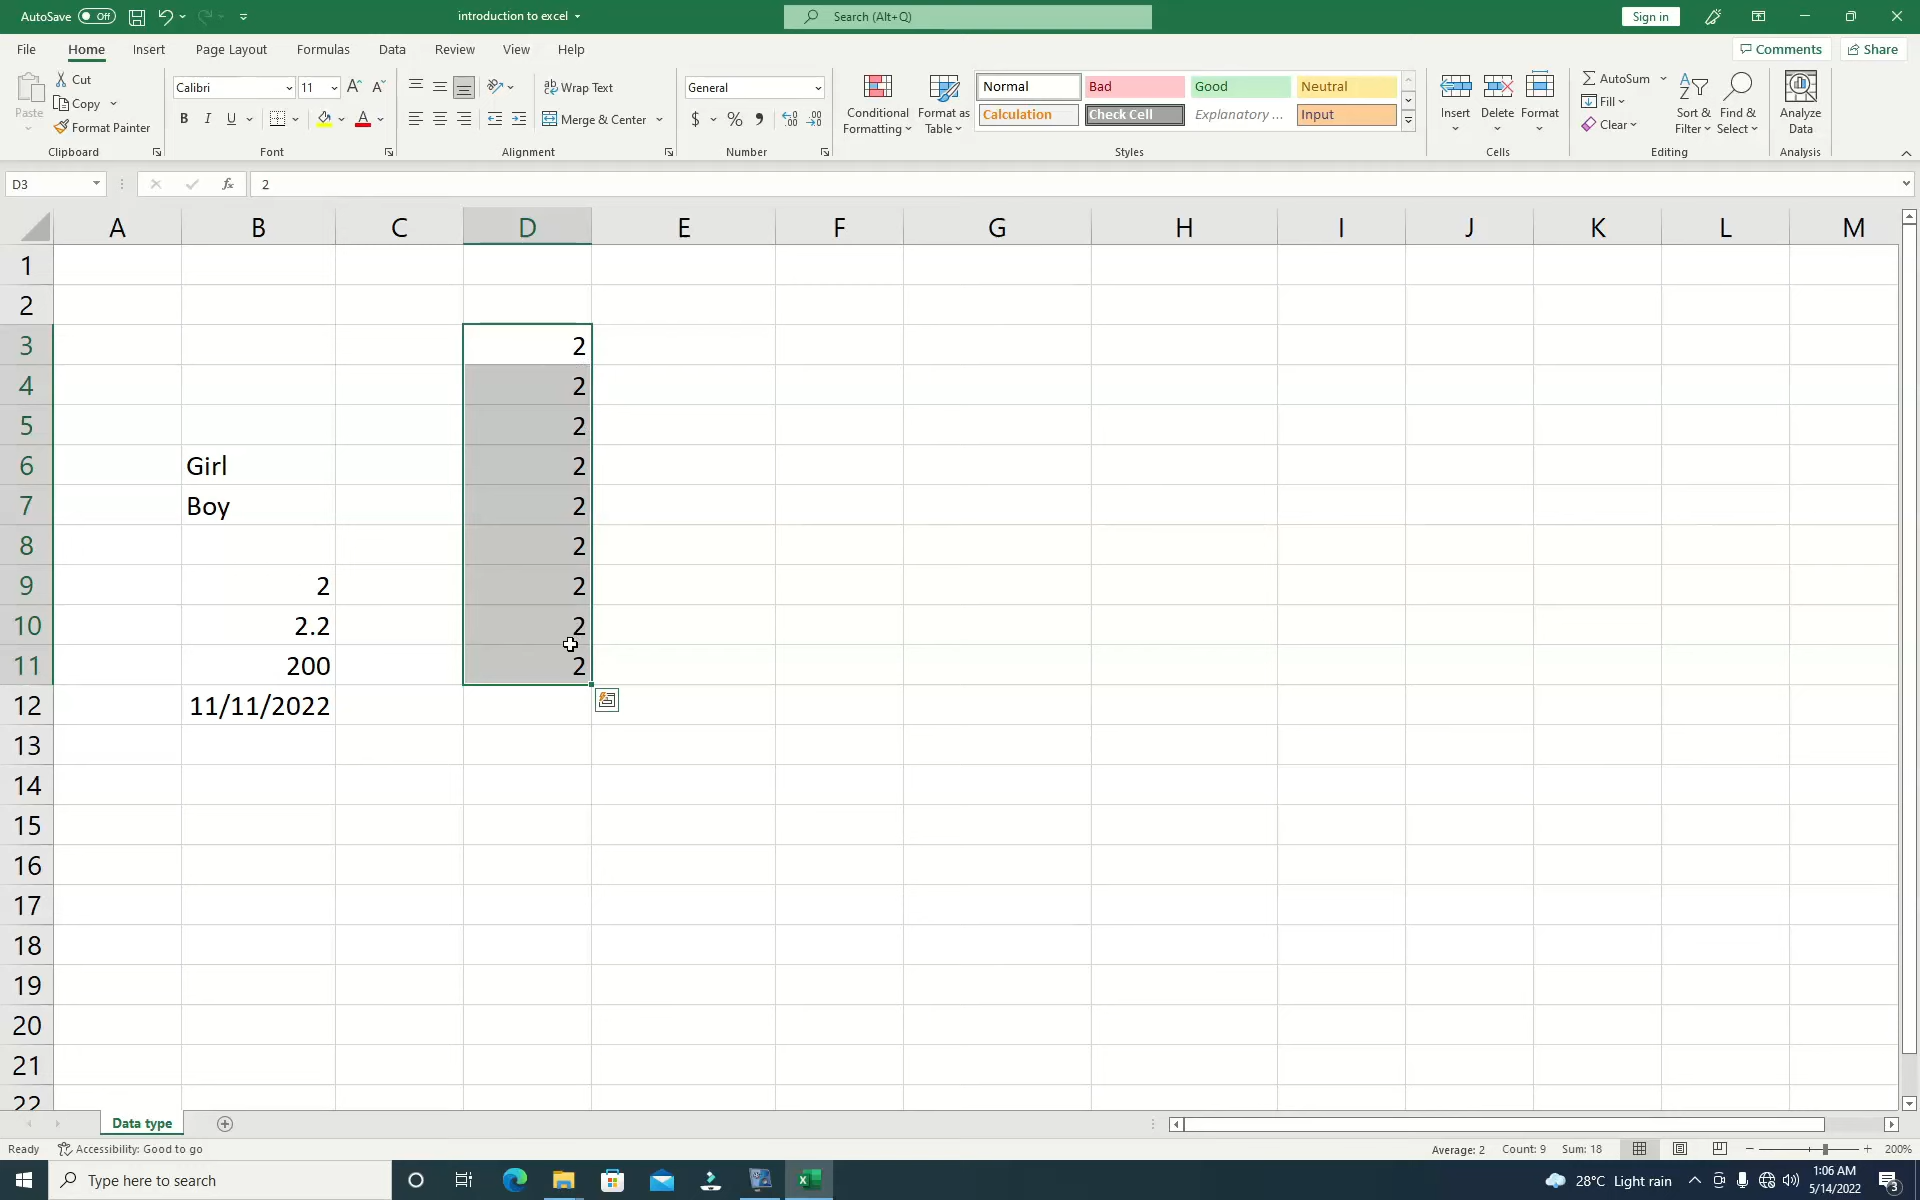 AutoSave Off introduction to excel Search (Alt+Q) Sign in
File Home Insert Page Layout Formulas Data Review View Help Comments Share
Paste Cut Copy Format Painter Clipboard
Calibri 11 A A B I U A Font
Wrap Text Merge & Center Alignment
General $ % Number
Conditional Formatting Format as Table
Normal Bad Good Neutral
Calculation Check Cell Explanatory ... Input
Styles
Insert Delete Format Cells
AutoSum Fill Clear Sort & Filter Find & Select Editing
Analyze Data Analysis
D3 fx 2
A B C D E F G H I J K L M
1
2
3 2
4 2
5 2
6 Girl 2
7 Boy 2
8 2
9 2 2
10 2.2 2
11 200 2
12 11/11/2022
13
14
15
16
17
18
19
20
21
22
Data type
Ready Accessibility: Good to go Average: 2 Count: 9 Sum: 18 200%
Type here to search 28°C Light rain 1:06 AM
5/14/2022 3